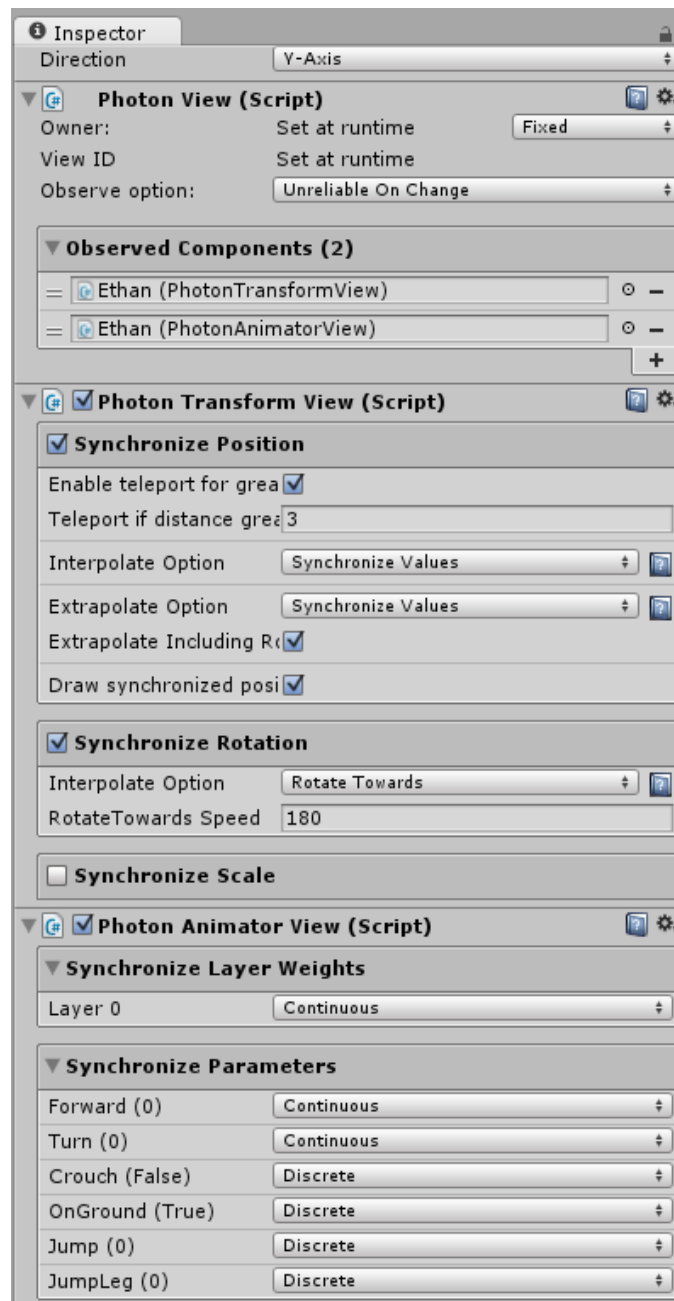 Inspector
Direction Y-Axis
Photon View (Script)
Owner: Set at runtime Fixed
View ID Set at runtime
Observe option: Unreliable On Change
Observed Components (2)
Ethan (PhotonTransformView)
Ethan (PhotonAnimatorView)
Photon Transform View (Script)
Synchronize Position
Enable teleport for grea
Teleport if distance grea 3
Interpolate Option Synchronize Values
Extrapolate Option Synchronize Values
Extrapolate Including Ro
Draw synchronized posi
Synchronize Rotation
Interpolate Option Rotate Towards
RotateTowards Speed 180
Synchronize Scale
Photon Animator View (Script)
Synchronize Layer Weights
Layer 0 Continuous
Synchronize Parameters
Forward (0) Continuous
Turn (0) Continuous
Crouch (False) Discrete
OnGround (True) Discrete
Jump (0) Discrete
JumpLeg (0) Discrete